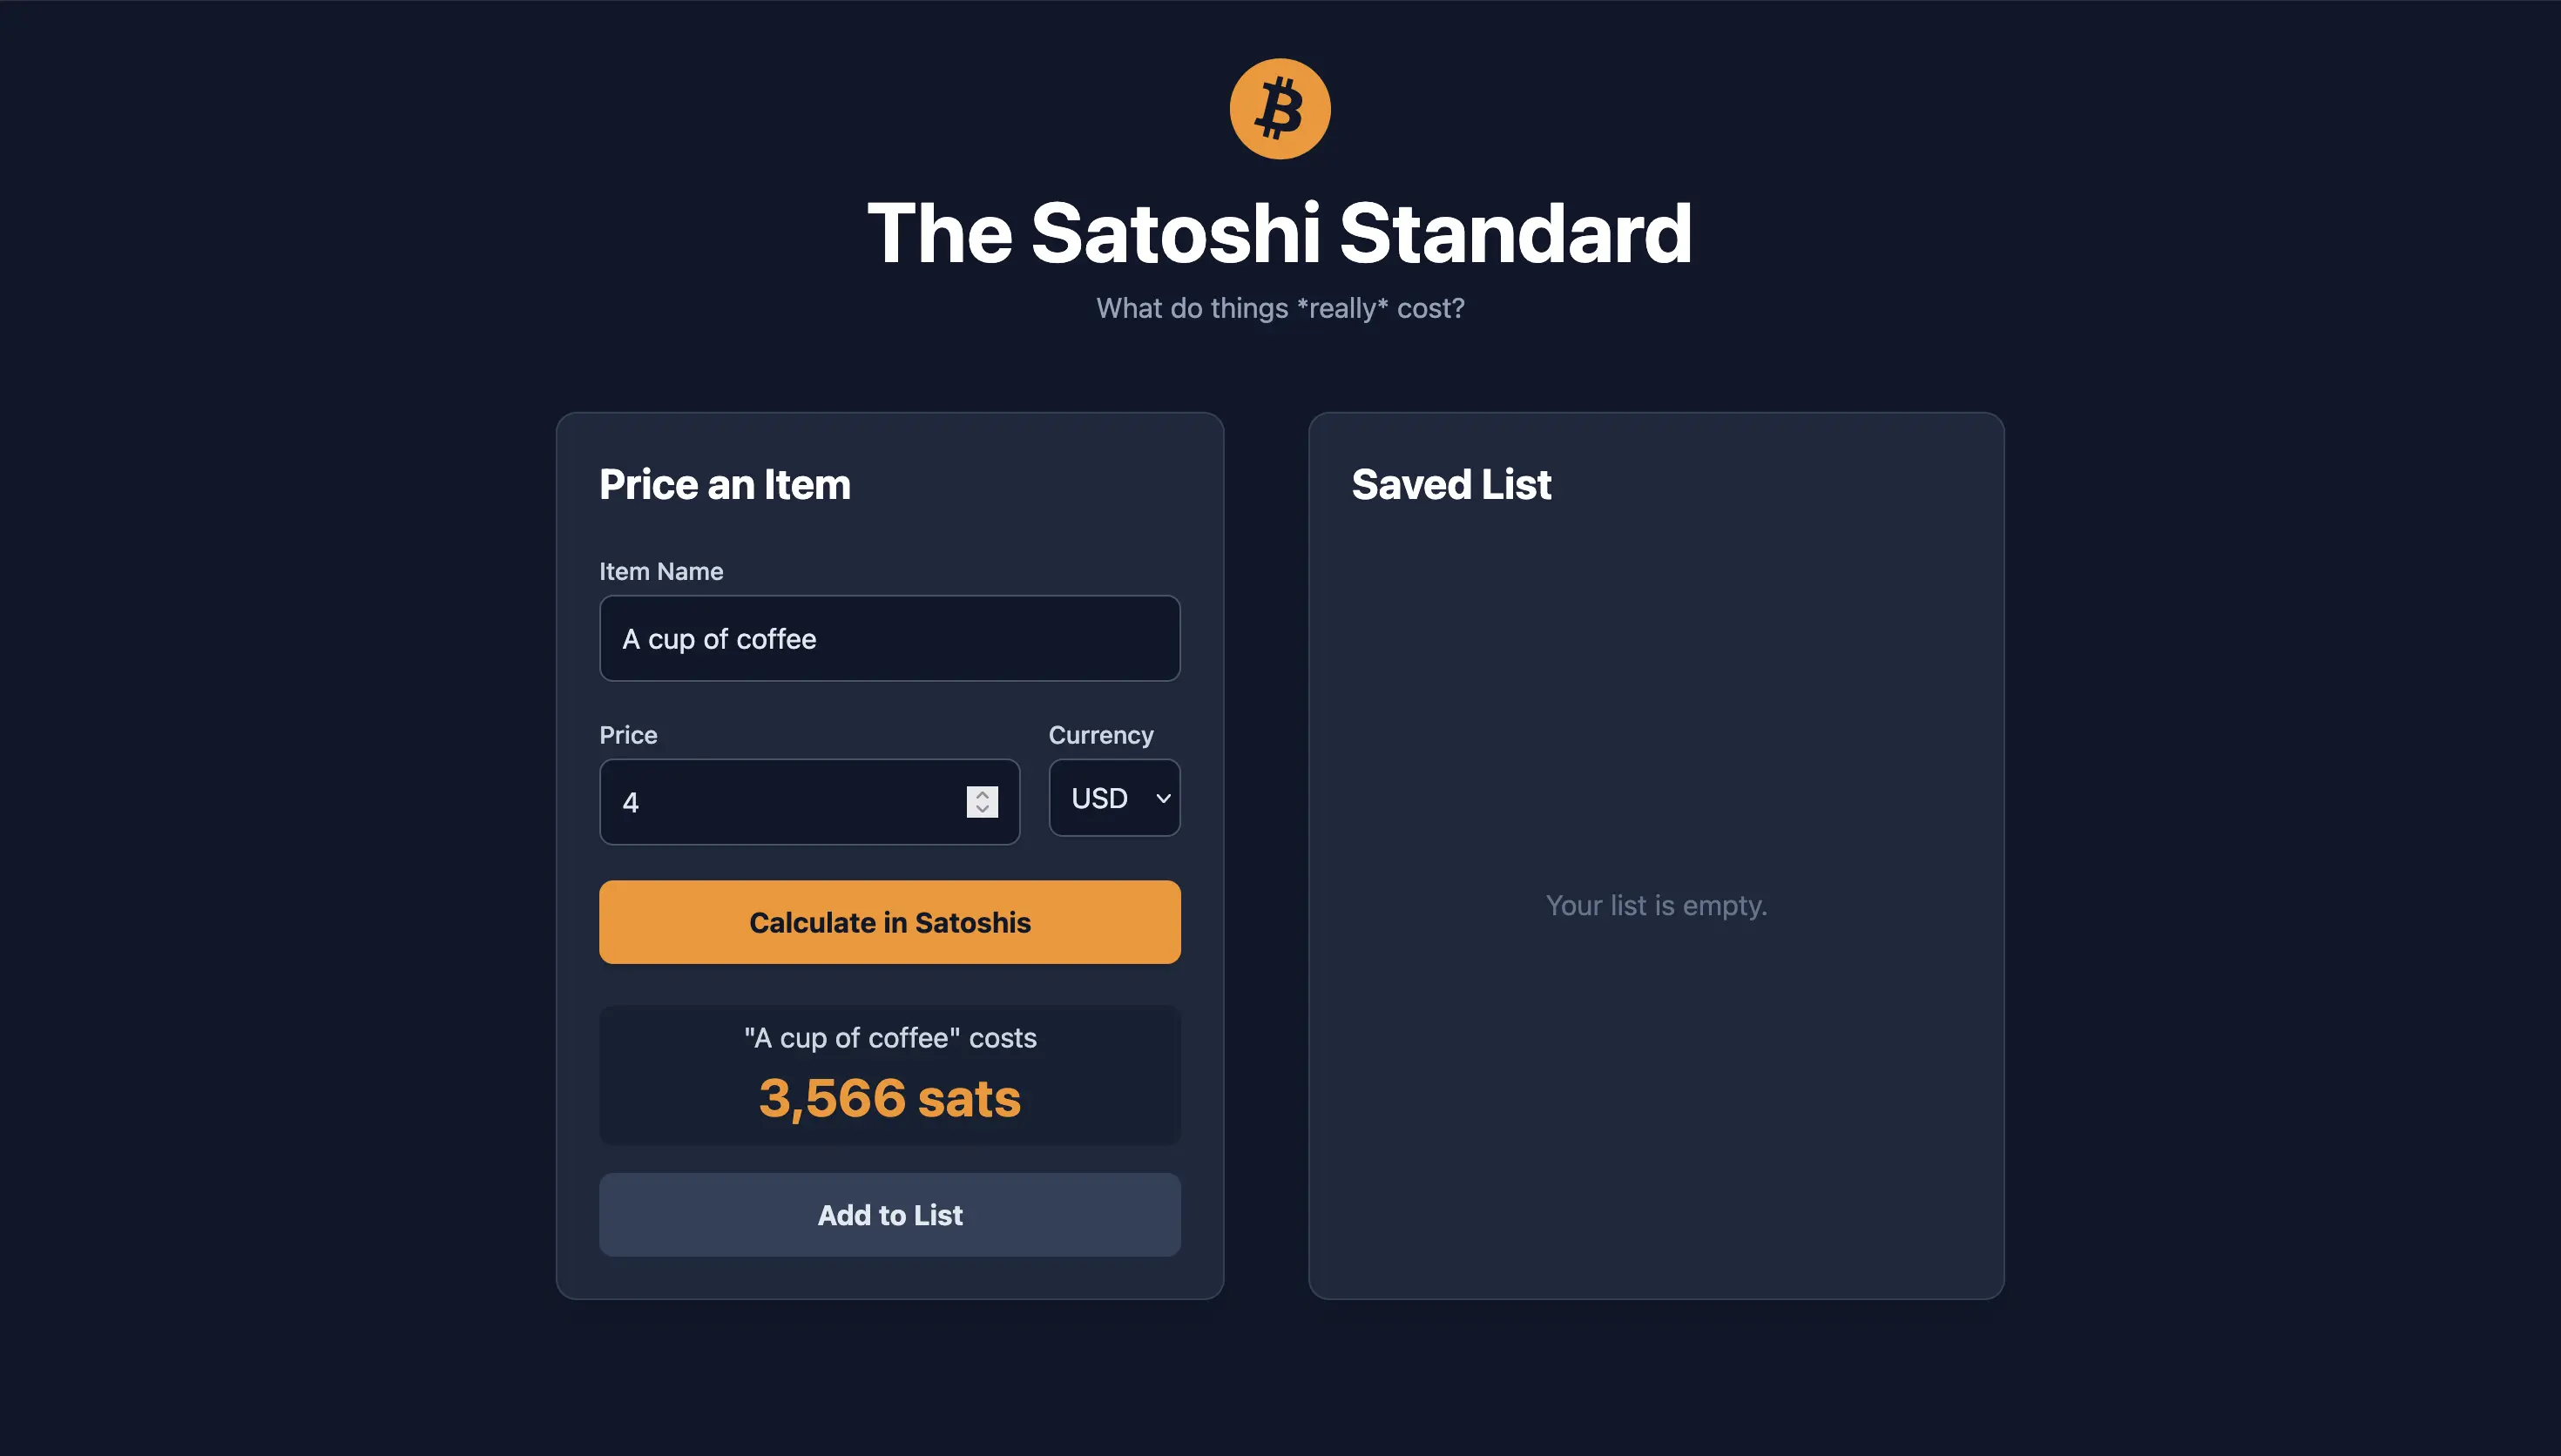 The Satoshi Standard
What do things *really* cost?
Price an Item
Item Name
A cup of coffee
Price
Currency
4
USD
Calculate in Satoshis
"A cup of coffee" costs
3,566 sats
Add to List
Saved List
Your list is empty.